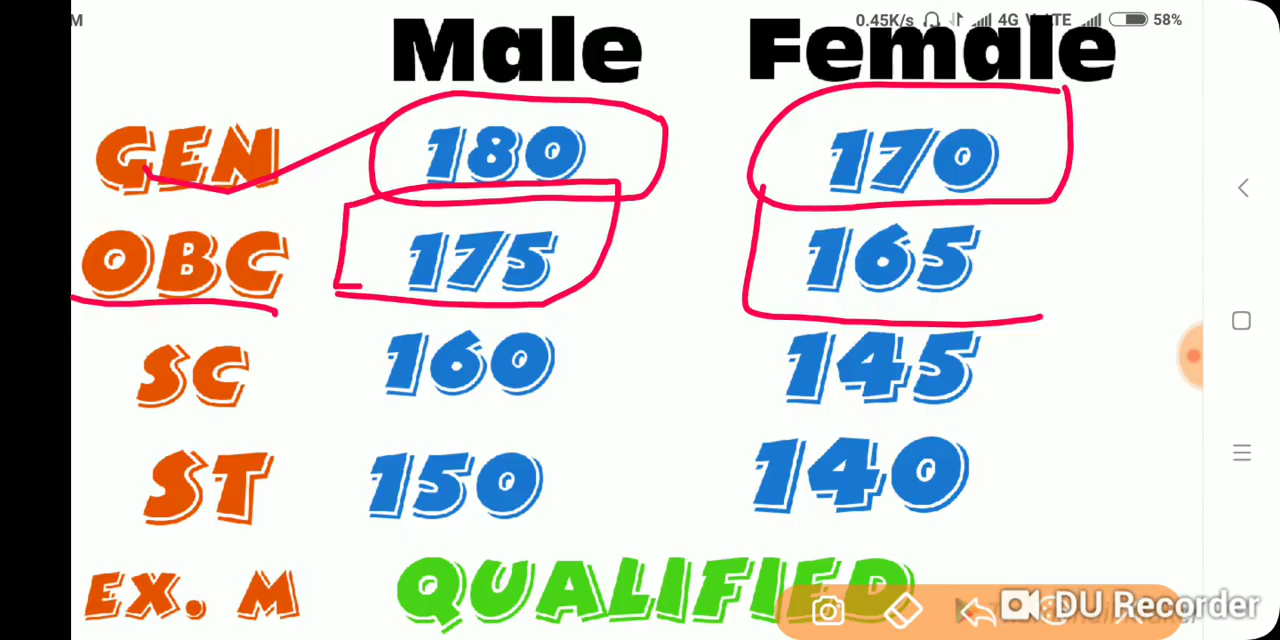 M 0.45K/s 4G VoLTE 58%
Male Female
GEN 180 170
OBC 175 165
SC 160 145
ST 150 140
EX. M QUALIFIED
DU Recorder